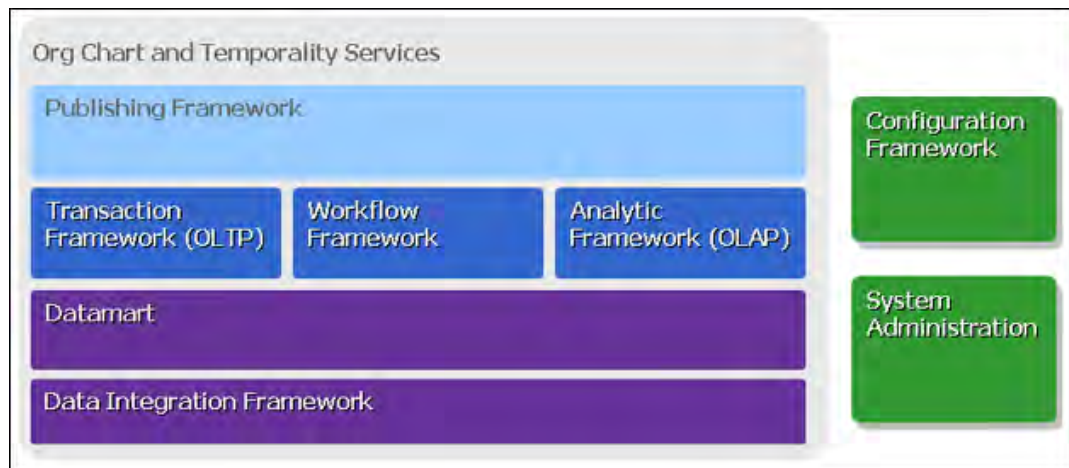 Org Chart and Temporality Services
Publishing Framework
Transaction
Framework (OLTP)
Workflow
Framework
Analytic
Framework (OLAP)
Datamart
Data Integration Framework
Configuration
Framework
System
Administration